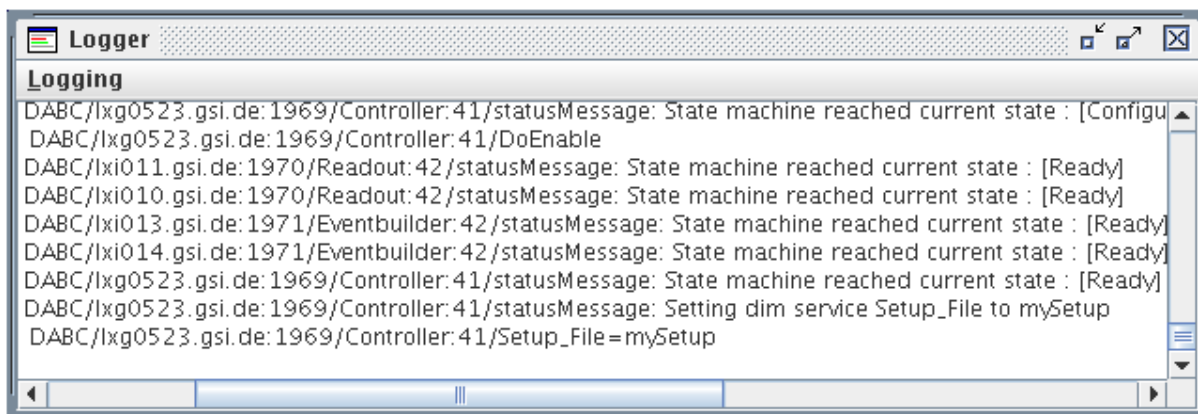 Logger
Logging
DABC/lxg0523.gsi.de:1969/Controller:41/statusMessage: State machine reached current state : [Configu
DABC/lxg0523.gsi.de:1969/Controller:41/DoEnable
DABC/lxi011.gsi.de:1970/Readout:42/statusMessage: State machine reached current state : [Ready]
DABC/lxi010.gsi.de:1970/Readout:42/statusMessage: State machine reached current state : [Ready]
DABC/lxi013.gsi.de:1971/Eventbuilder:42/statusMessage: State machine reached current state : [Ready]
DABC/lxi014.gsi.de:1971/Eventbuilder:42/statusMessage: State machine reached current state : [Ready]
DABC/lxg0523.gsi.de:1969/Controller:41/statusMessage: State machine reached current state : [Ready]
DABC/lxg0523.gsi.de:1969/Controller:41/statusMessage: Setting dim service Setup_File to mySetup
DABC/lxg0523.gsi.de:1969/Controller:41/Setup_File=mySetup